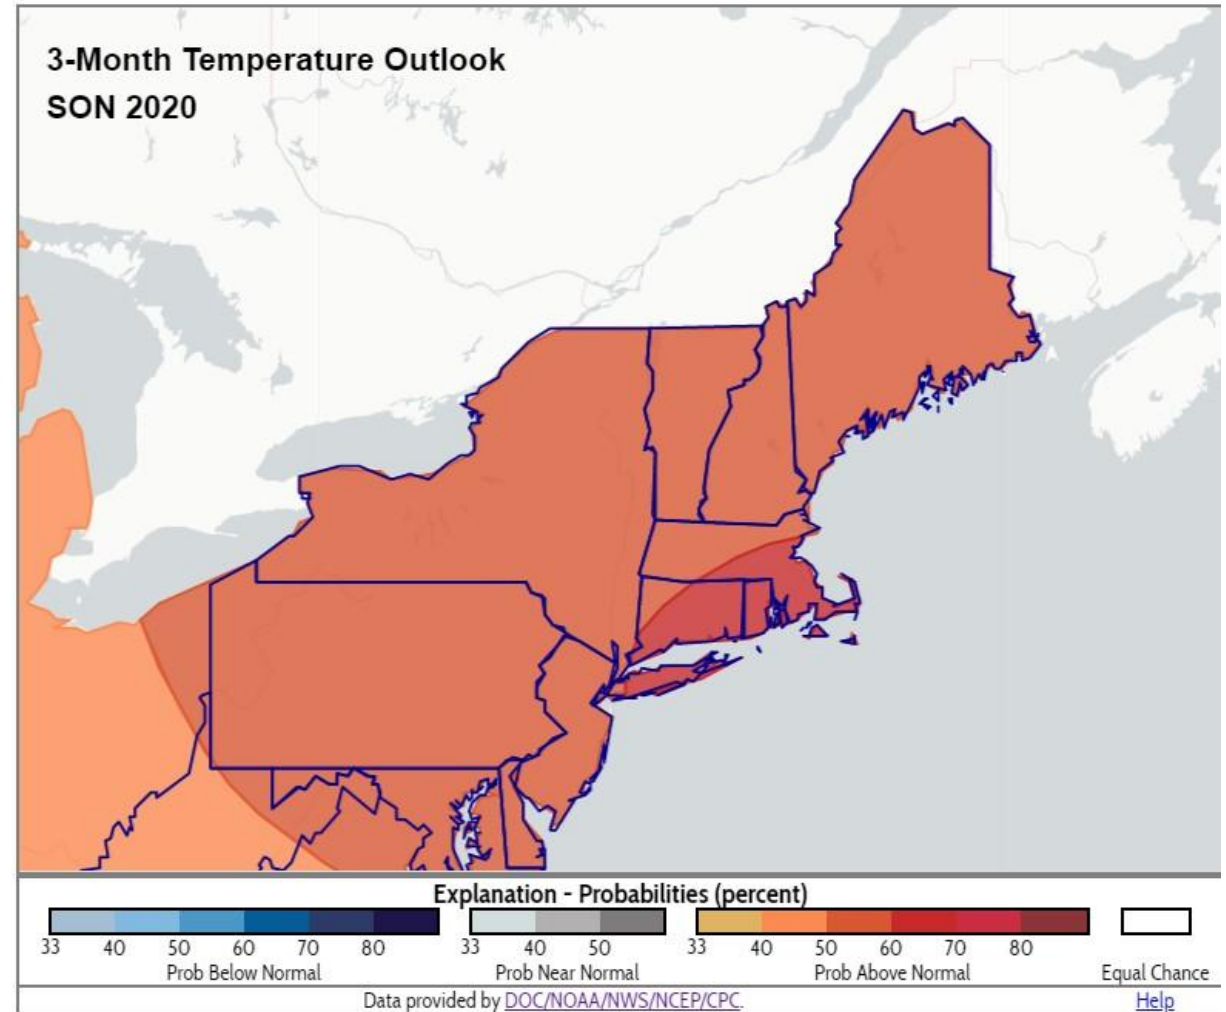 3-Month Temperature Outlook
SON 2020
Explanation - Probabilities (percent)
33 40 50 60 70 80 33 40 50 33 40 50 60 70 80
Prob Below Normal Prob Near Normal Prob Above Normal Equal Chance
Data provided by DOC/NOAA/NWS/NCEP/CPC. Help